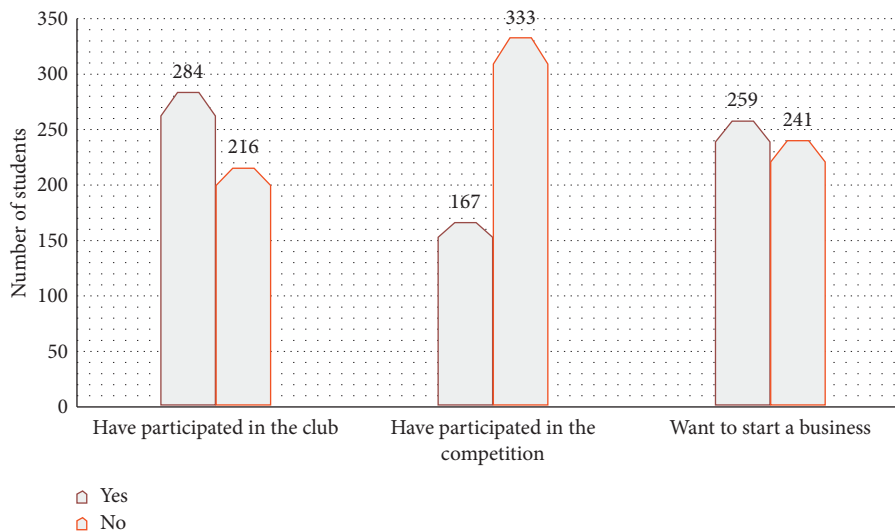 350
300
250
200
150
100
50
0
Number of students
284
216
167
333
259
241
Have participated in the club
Have participated in the
competition
Want to start a business
Yes
No